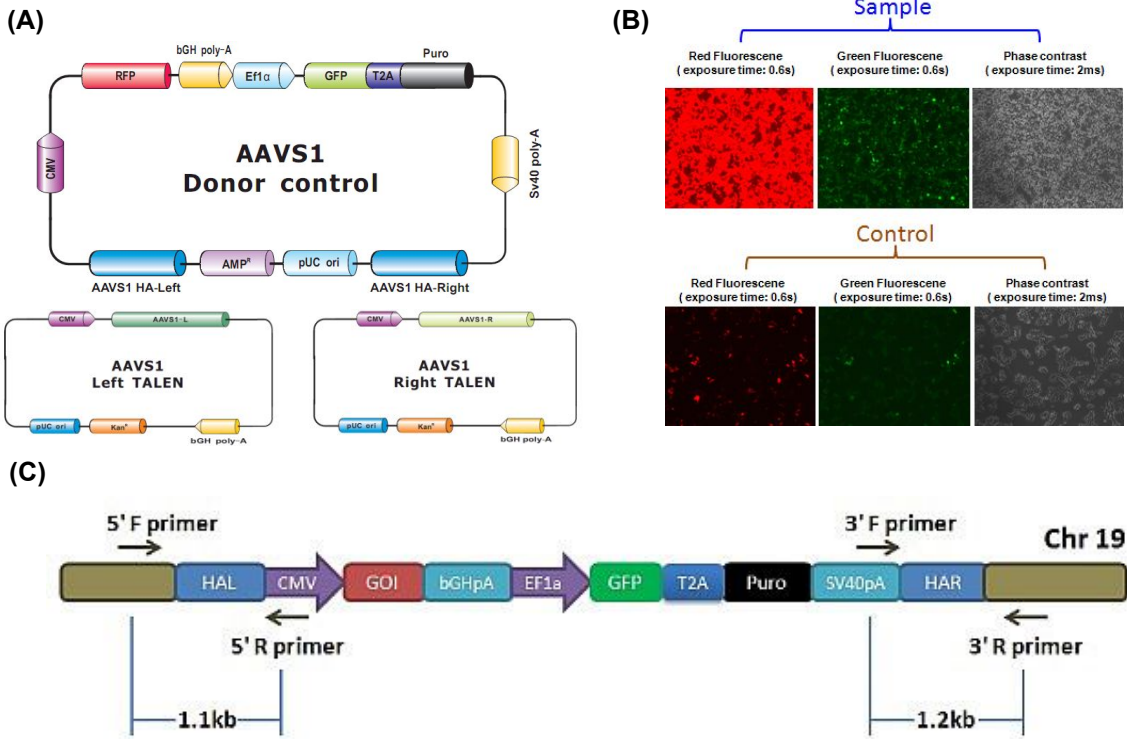 (A)
bGH poly-A
Puro
RFP
Ef1α
GFP
T2A
CMV
AAVS1
Donor control
Sv40 poly-A
AMPᴿ
pUC ori
AAVS1 HA-Left
AAVS1 HA-Right
CMV
AAVS1-L
AAVS1
Left TALEN
pUC ori
Kanᴿ
bGH poly-A
CMV
AAVS1-R
AAVS1
Right TALEN
pUC ori
Kanᴿ
bGH poly-A
(B)
Sample
Red Fluorescene
( exposure time: 0.6s)
Green Fluorescene
( exposure time: 0.6s)
Phase contrast
( exposure time: 2ms)
Control
Red Fluorescene
( exposure time: 0.6s)
Green Fluorescene
( exposure time: 0.6s)
Phase contrast
( exposure time: 2ms)
(C)
5' F primer
3' F primer
Chr 19
HAL
CMV
GOI
bGHpA
EF1a
GFP
T2A
Puro
SV40pA
HAR
5' R primer
3' R primer
1.1kb
1.2kb